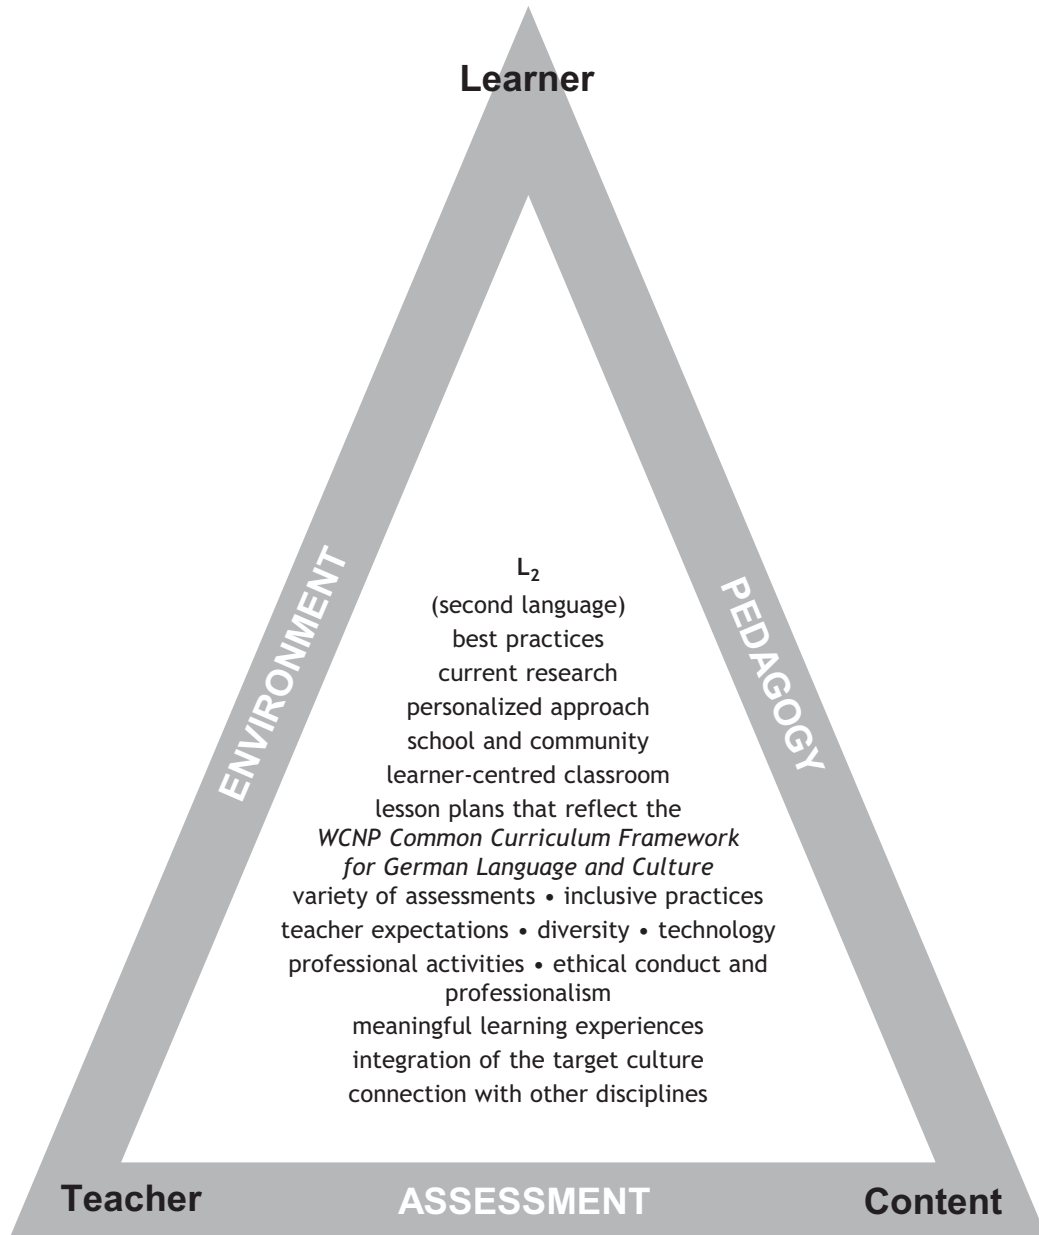 Learner
ENVIRONMENT
PEDAGOGY
L₂
(second language)
best practices
current research
personalized approach
school and community
learner-centred classroom
lesson plans that reflect the
WCNP Common Curriculum Framework
for German Language and Culture
variety of assessments • inclusive practices
teacher expectations • diversity • technology
professional activities • ethical conduct and
professionalism
meaningful learning experiences
integration of the target culture
connection with other disciplines
Teacher
ASSESSMENT
Content